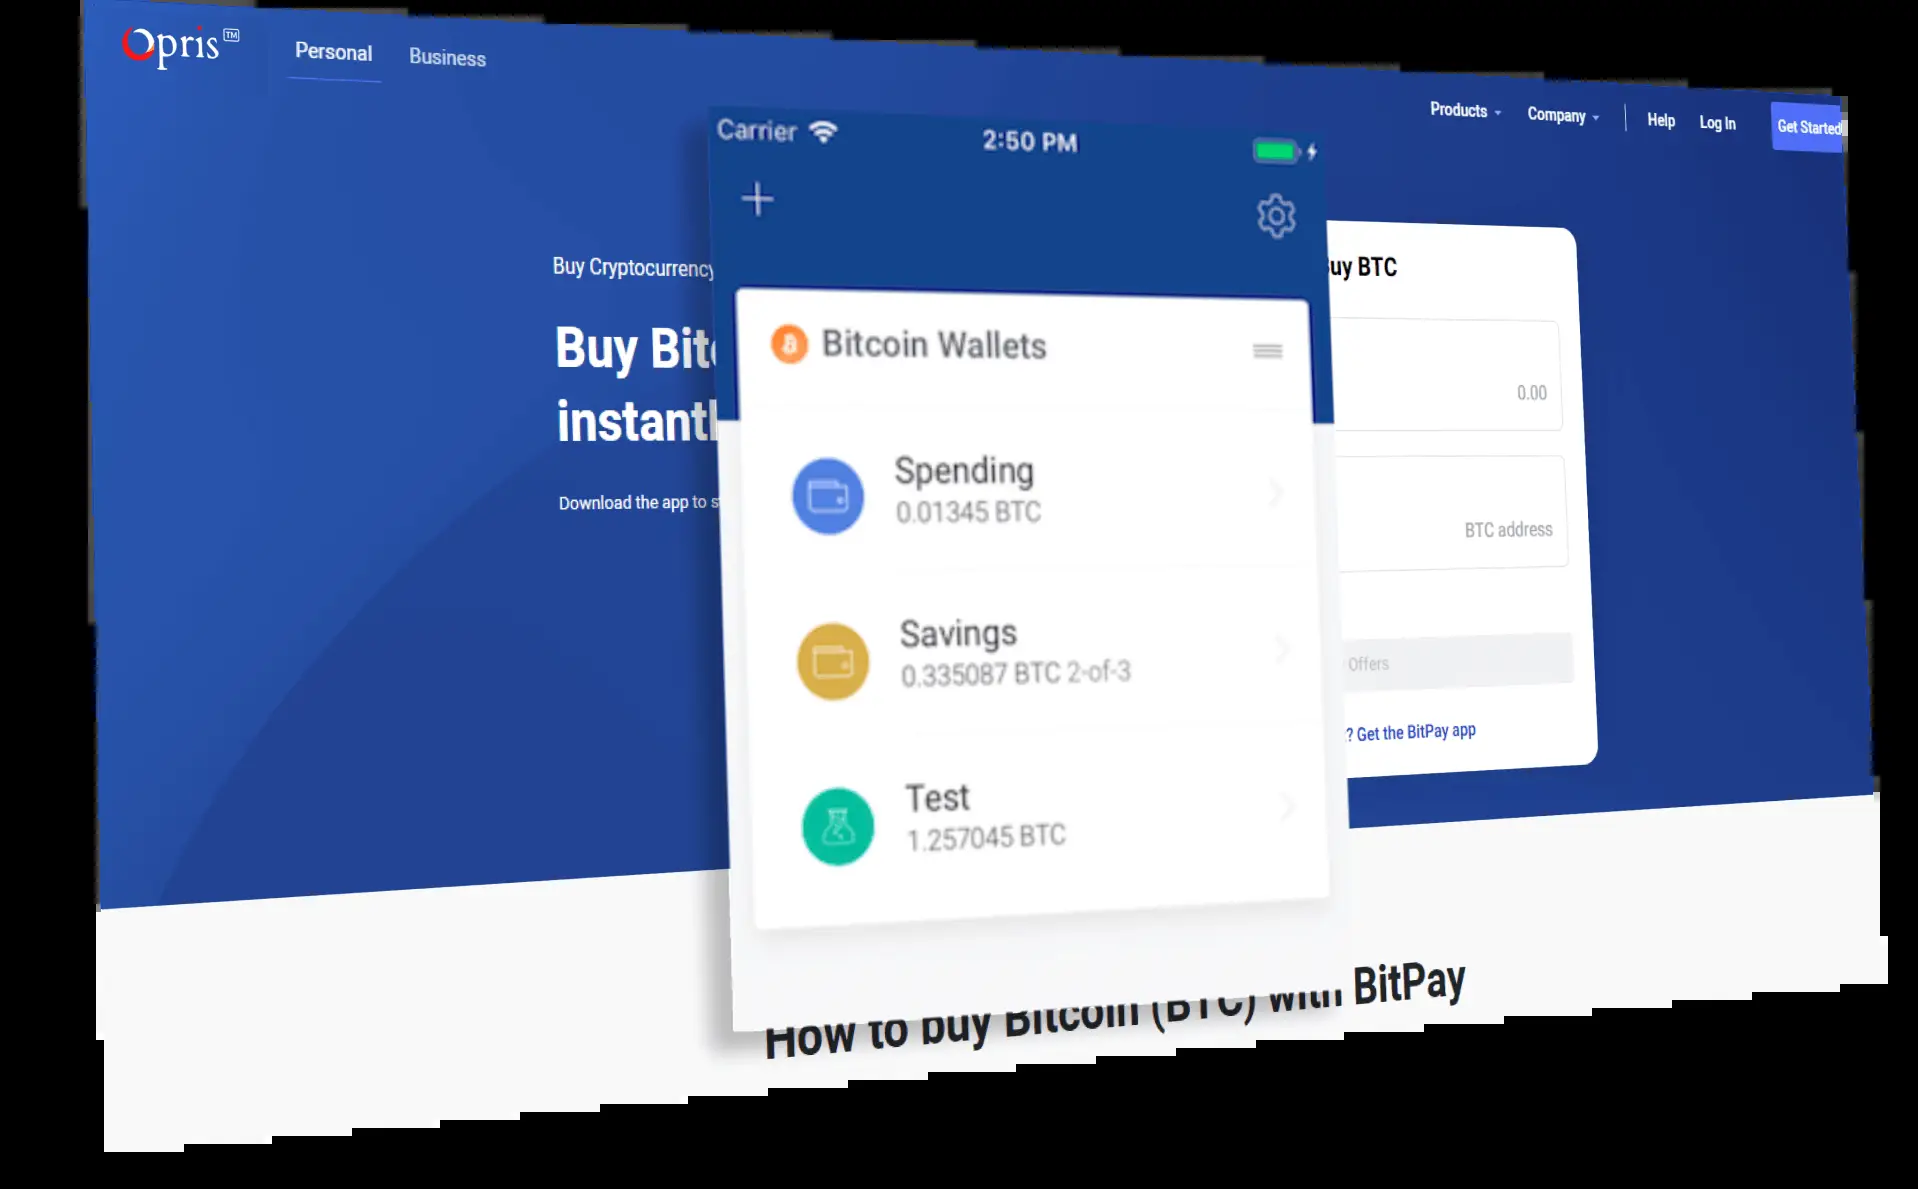 Opris™
Personal Business
Products Company Help Log In Get Started
Carrier 2:50 PM
Bitcoin Wallets
Spending
0.01345 BTC
Savings
0.335087 BTC 2-of-3
Test
1.257045 BTC
Buy Cryptocurrency
Buy Bitc
instantl
Download the app to s
uy BTC
0.00
BTC address
Offers
? Get the BitPay app
How to buy Bitcoin (BTC) with BitPay